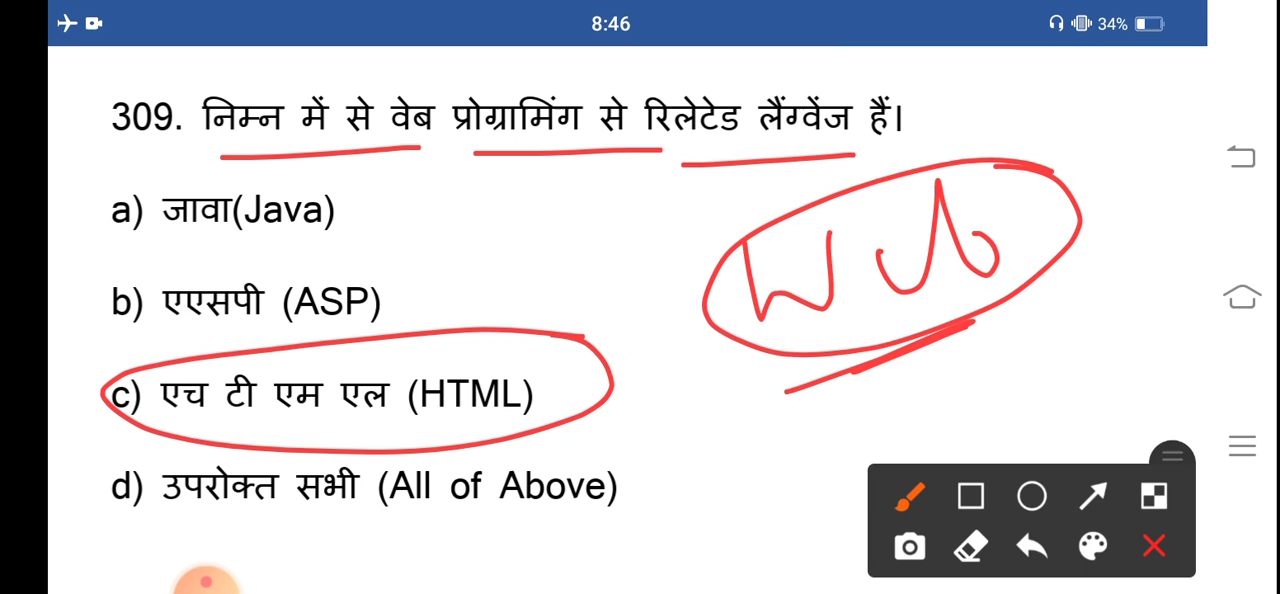 8:46
34%
309. निम्न में से वेब प्रोग्रामिंग से रिलेटेड लैंग्वेंज हैं।
a) जावा(Java)
b) एएसपी (ASP)
c) एच टी एम एल (HTML)
d) उपरोक्त सभी (All of Above)